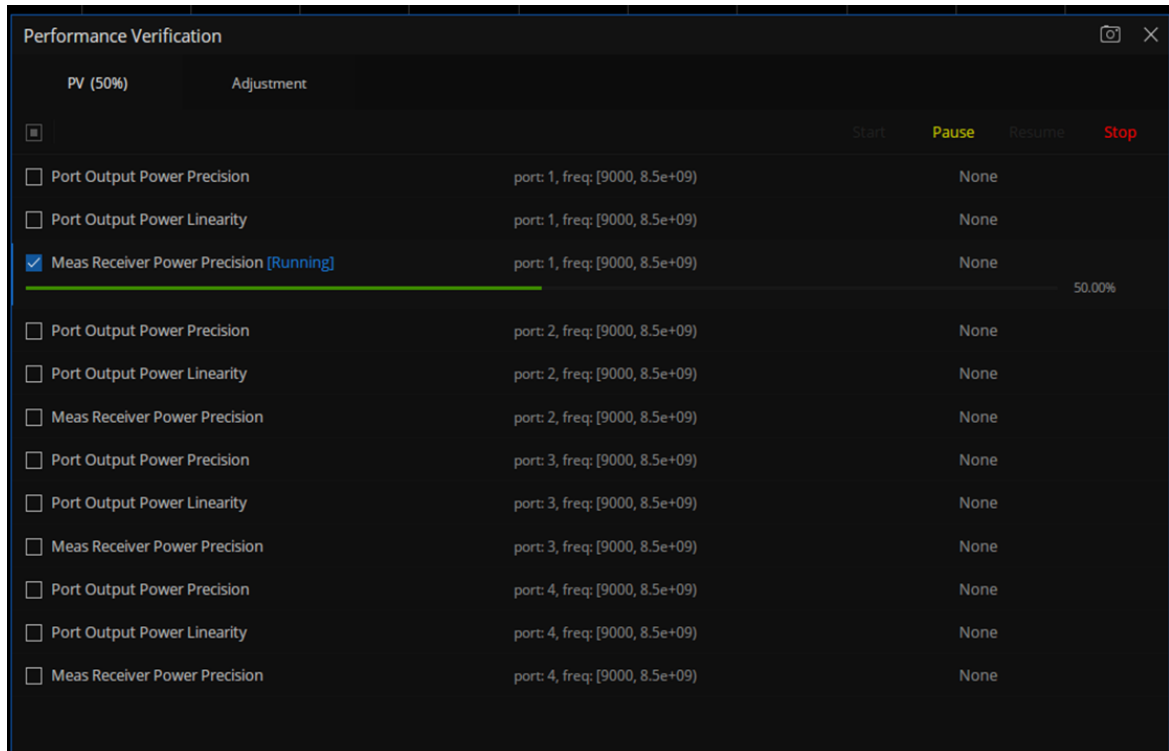 Performance Verification
PV (50%) Adjustment
Start Pause Resume Stop
Port Output Power Precision port: 1, freq: [9000, 8.5e+09) None
Port Output Power Linearity port: 1, freq: [9000, 8.5e+09) None
Meas Receiver Power Precision [Running] port: 1, freq: [9000, 8.5e+09) None
50.00%
Port Output Power Precision port: 2, freq: [9000, 8.5e+09) None
Port Output Power Linearity port: 2, freq: [9000, 8.5e+09) None
Meas Receiver Power Precision port: 2, freq: [9000, 8.5e+09) None
Port Output Power Precision port: 3, freq: [9000, 8.5e+09) None
Port Output Power Linearity port: 3, freq: [9000, 8.5e+09) None
Meas Receiver Power Precision port: 3, freq: [9000, 8.5e+09) None
Port Output Power Precision port: 4, freq: [9000, 8.5e+09) None
Port Output Power Linearity port: 4, freq: [9000, 8.5e+09) None
Meas Receiver Power Precision port: 4, freq: [9000, 8.5e+09) None